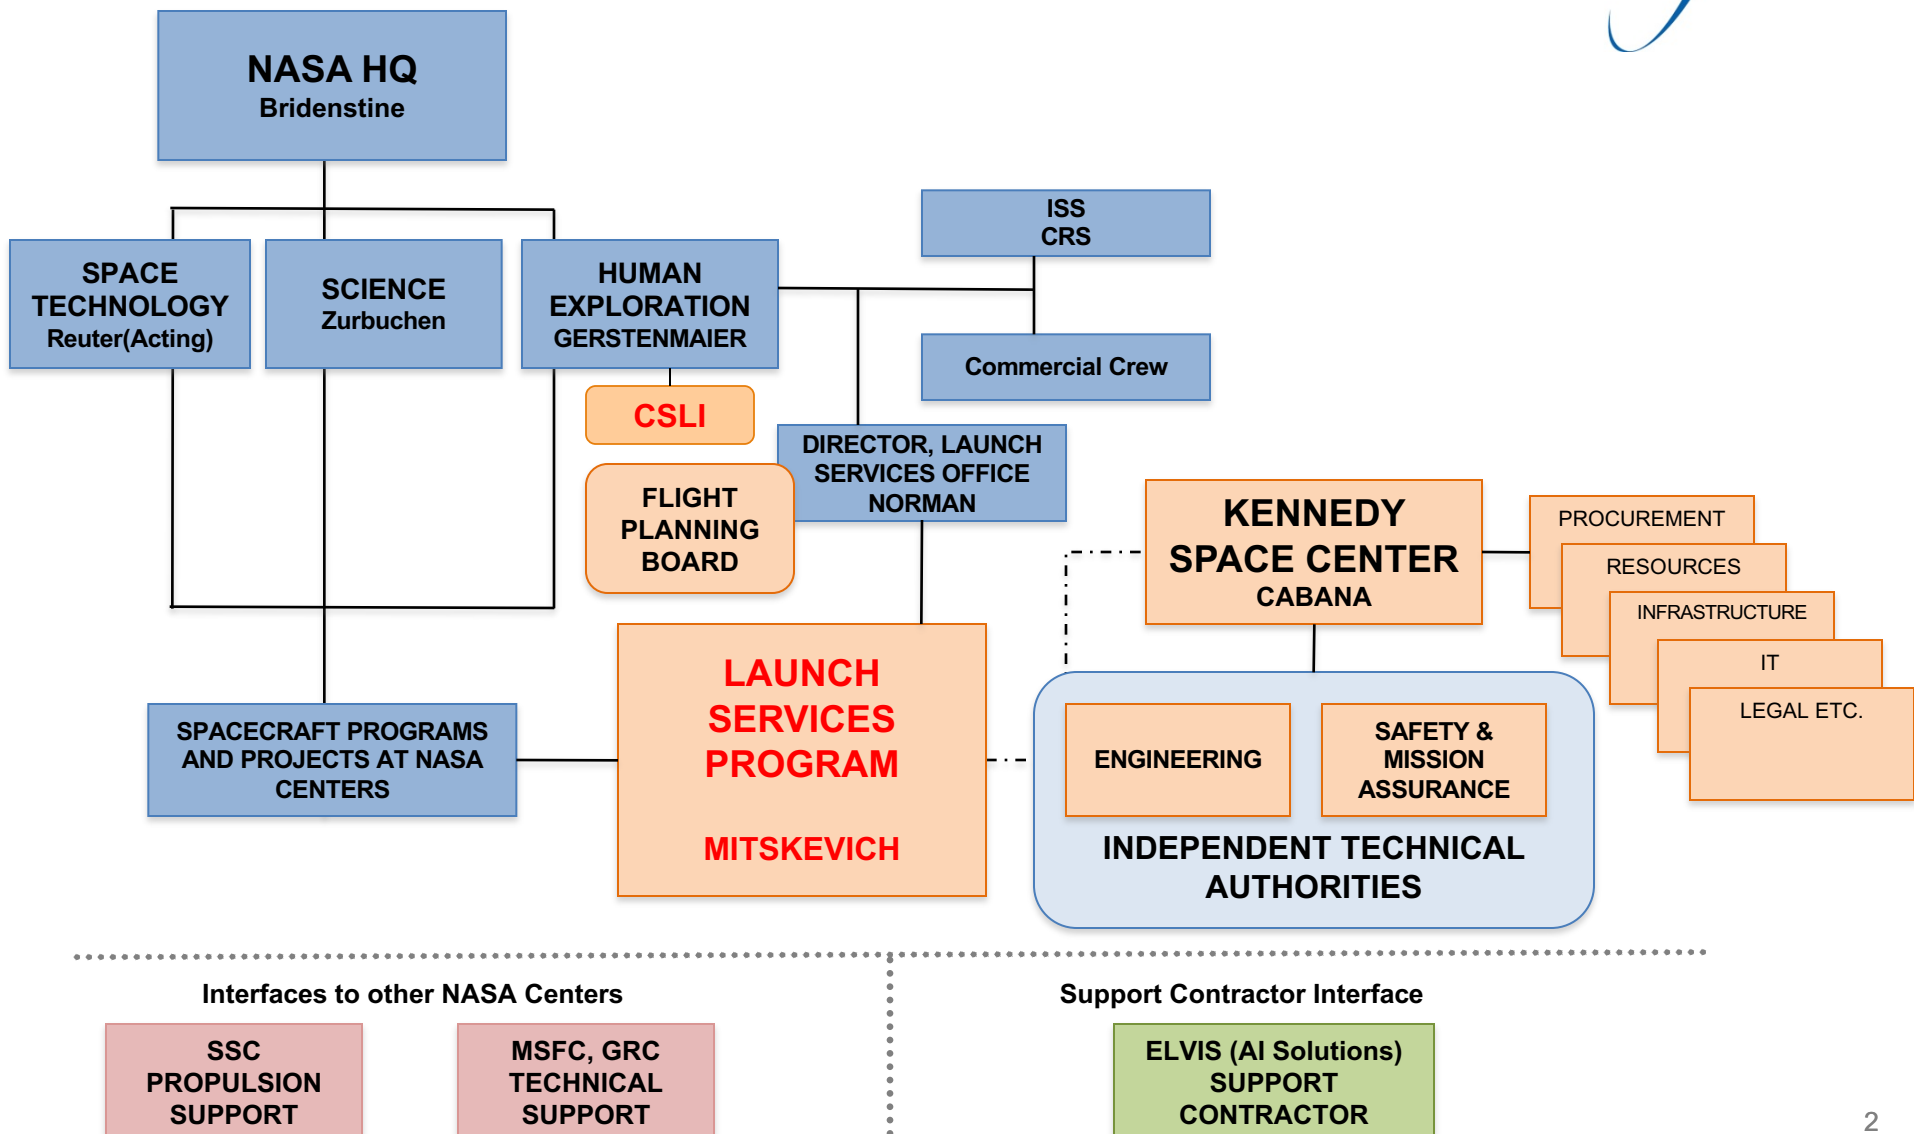 NASA HQ
Bridenstine
SPACE
TECHNOLOGY
Reuter(Acting)
SCIENCE
Zurbuchen
HUMAN
EXPLORATION
GERSTENMAIER
ISS
CRS
Commercial Crew
CSLI
DIRECTOR, LAUNCH
SERVICES OFFICE
NORMAN
FLIGHT
PLANNING
BOARD
KENNEDY
SPACE CENTER
CABANA
PROCUREMENT
RESOURCES
INFRASTRUCTURE
IT
LEGAL ETC.
SPACECRAFT PROGRAMS
AND PROJECTS AT NASA
CENTERS
LAUNCH
SERVICES
PROGRAM
MITSKEVICH
ENGINEERING
SAFETY &
MISSION
ASSURANCE
INDEPENDENT TECHNICAL
AUTHORITIES
Interfaces to other NASA Centers
SSC
PROPULSION
SUPPORT
MSFC, GRC
TECHNICAL
SUPPORT
Support Contractor Interface
ELVIS (AI Solutions)
SUPPORT
CONTRACTOR
2